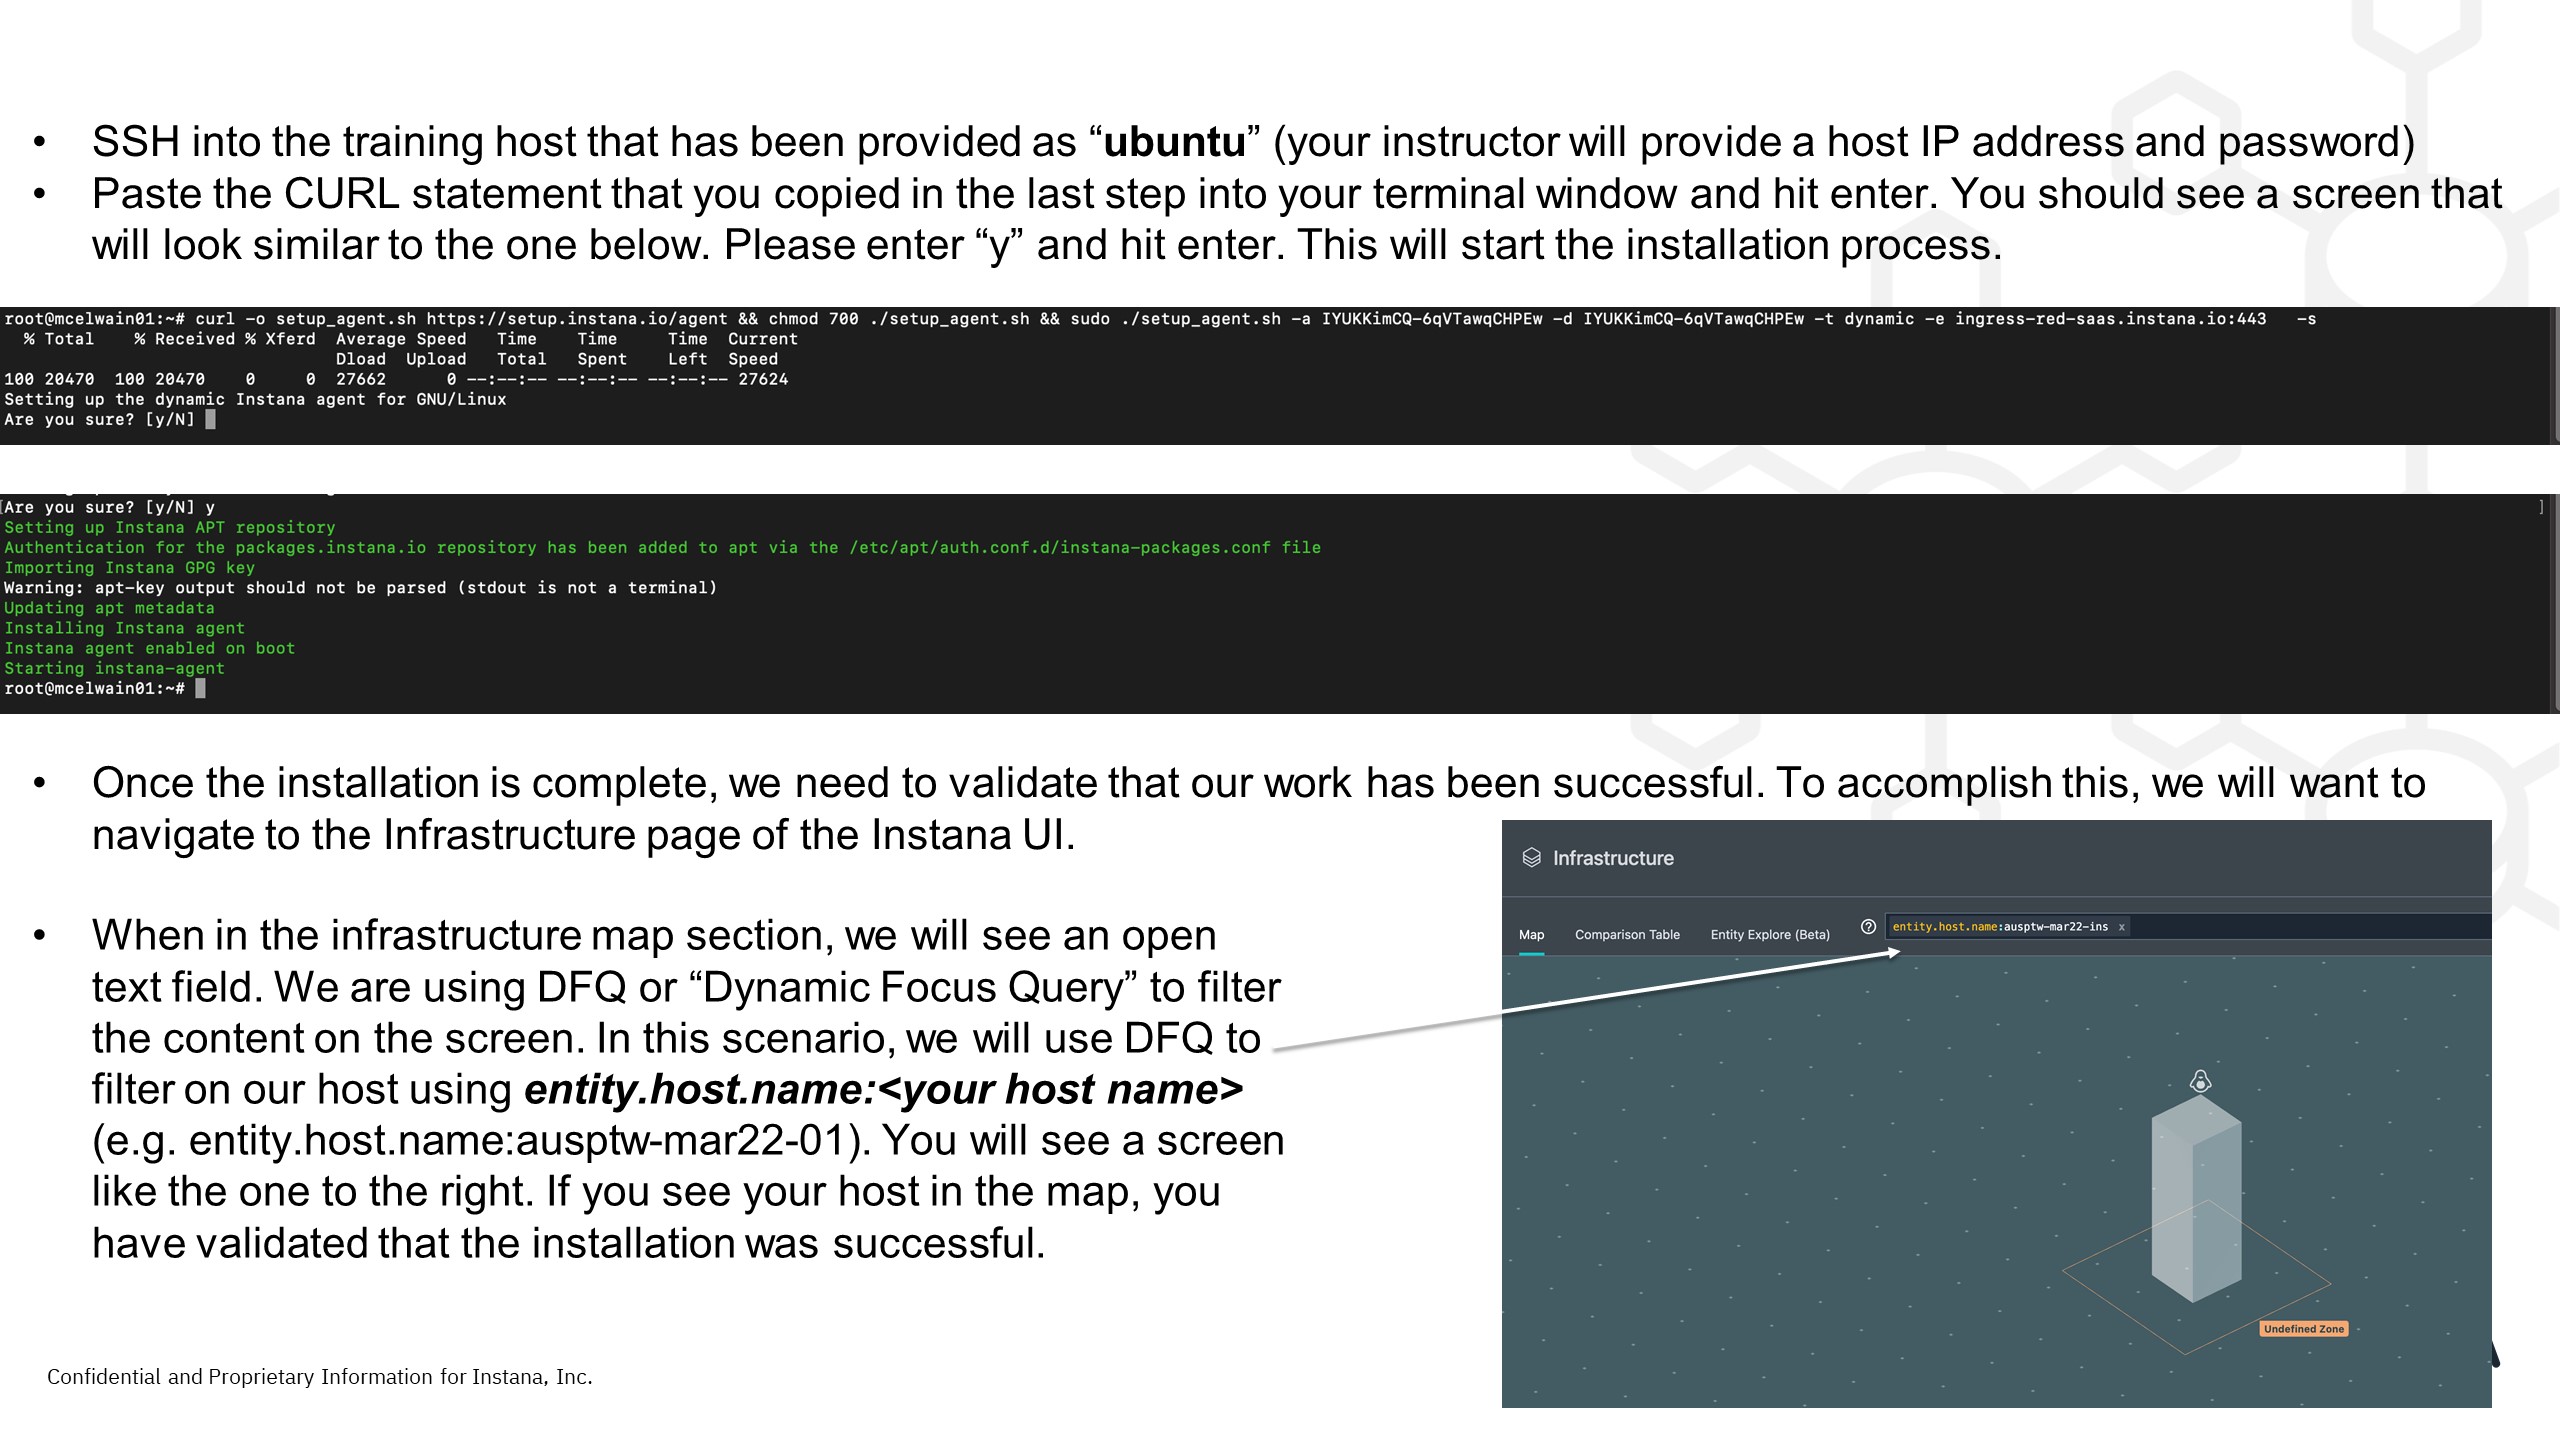 • SSH into the training host that has been provided as “ubuntu” (your instructor will provide a host IP address and password)
• Paste the CURL statement that you copied in the last step into your terminal window and hit enter. You should see a screen that
will look similar to the one below. Please enter “y” and hit enter. This will start the installation process.
root@mcelwain01:~# curl -o setup_agent.sh https://setup.instana.io/agent && chmod 700 ./setup_agent.sh && sudo ./setup_agent.sh -a IYUKKimCQ-6qVTawqCHPEw -d IYUKKimCQ-6qVTawqCHPEw -t dynamic -e ingress-red-saas.instana.io:443 -s
% Total % Received % Xferd Average Speed Time Time Time Current
Dload Upload Total Spent Left Speed
100 20470 100 20470 0 0 27662 0 --:--:-- --:--:-- --:--:-- 27624
Setting up the dynamic Instana agent for GNU/Linux
Are you sure? [y/N]
[Are you sure? [y/N] y ]
Setting up Instana APT repository
Authentication for the packages.instana.io repository has been added to apt via the /etc/apt/auth.conf.d/instana-packages.conf file
Importing Instana GPG key
Warning: apt-key output should not be parsed (stdout is not a terminal)
Updating apt metadata
Installing Instana agent
Instana agent enabled on boot
Starting instana-agent
root@mcelwain01:~#
• Once the installation is complete, we need to validate that our work has been successful. To accomplish this, we will want to
navigate to the Infrastructure page of the Instana UI.
• When in the infrastructure map section, we will see an open
text field. We are using DFQ or “Dynamic Focus Query” to filter
the content on the screen. In this scenario, we will use DFQ to
filter on our host using entity.host.name:<your host name>
(e.g. entity.host.name:ausptw-mar22-01). You will see a screen
like the one to the right. If you see your host in the map, you
have validated that the installation was successful.
Infrastructure
Map Comparison Table Entity Explore (Beta) ? entity.host.name:ausptw-mar22-ins x
Undefined Zone
Confidential and Proprietary Information for Instana, Inc.